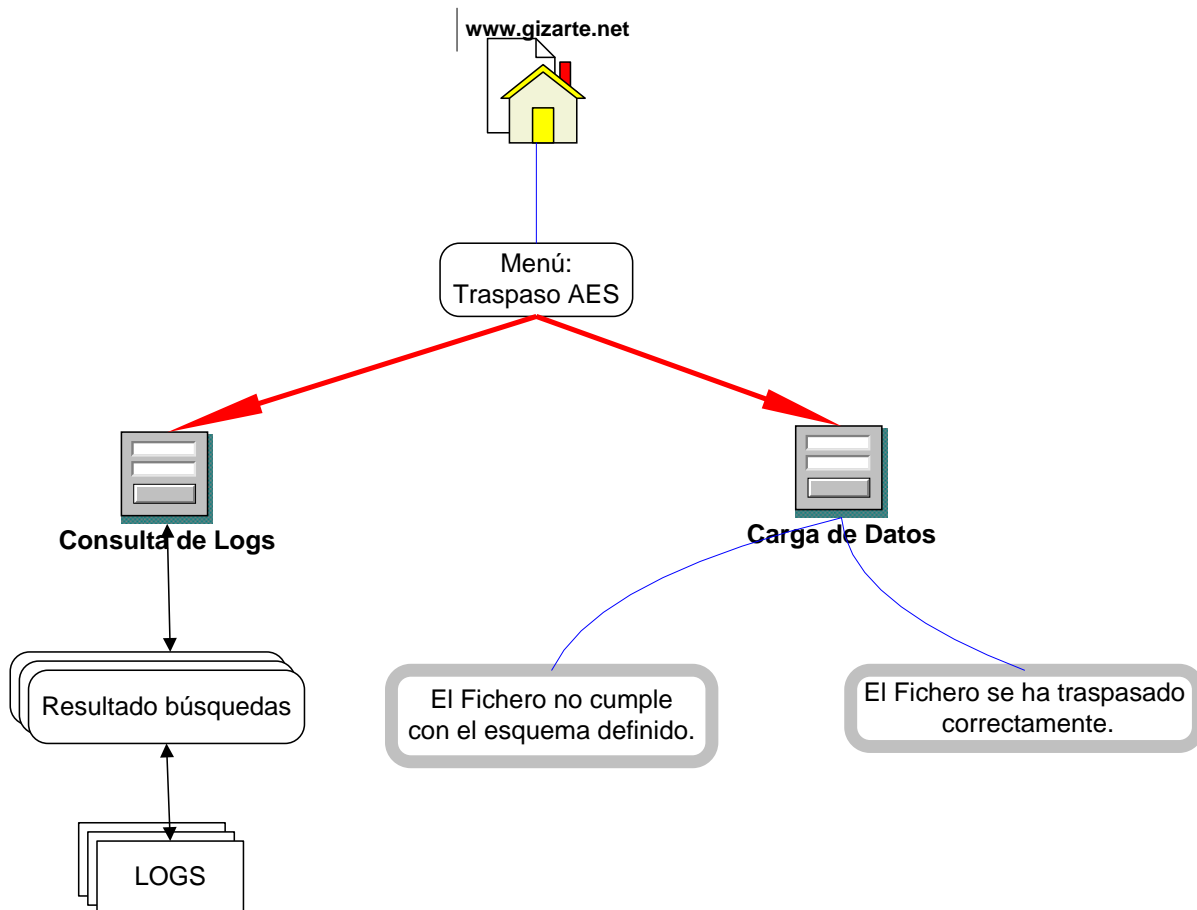 www.gizarte.net
Menú:
Traspaso AES
Consulta de Logs
Carga de Datos
Resultado búsquedas
El Fichero no cumple
con el esquema definido.
El Fichero se ha traspasado
correctamente.
LOGS